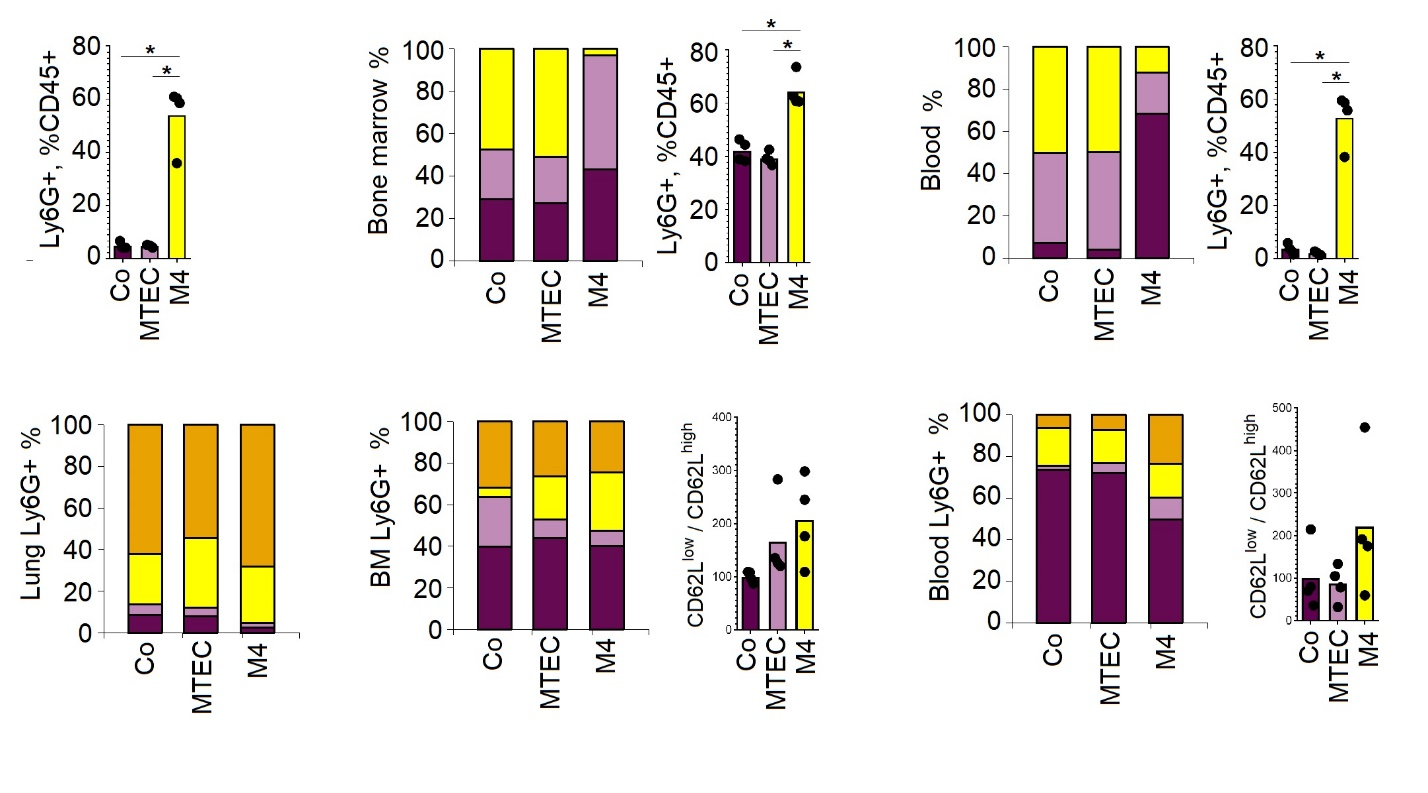 Ly6G+, %CD45+
80
60
40
20
0
*
*
Co
MTEC
M4
Bone marrow %
100
80
60
40
20
0
Co
MTEC
M4
Ly6G+, %CD45+
80
60
40
20
0
*
*
Co
MTEC
M4
Blood %
100
80
60
40
20
0
Co
MTEC
M4
Ly6G+, %CD45+
80
60
40
20
0
*
*
Co
MTEC
M4
Lung Ly6G+ %
100
80
60
40
20
0
Co
MTEC
M4
BM Ly6G+ %
100
80
60
40
20
0
Co
MTEC
M4
CD62Llow / CD62Lhigh
400
300
200
100
0
Co
MTEC
M4
Blood Ly6G+ %
100
80
60
40
20
0
Co
MTEC
M4
CD62Llow / CD62Lhigh
500
400
300
200
100
0
Co
MTEC
M4